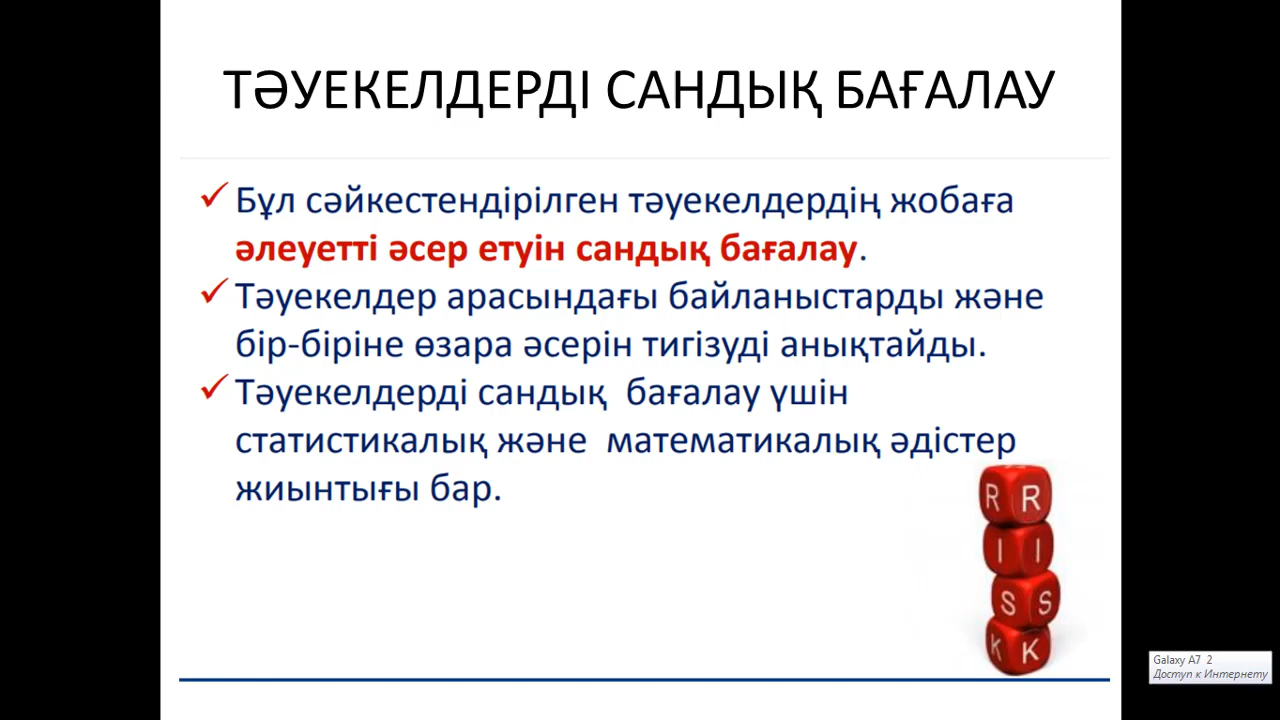 ТӘУЕКЕЛДЕРДІ САНДЫҚ БАҒАЛАУ
✓ Бұл сәйкестендірілген тәуекелдердің жобаға
әлеуетті әсер етуін сандық бағалау.
✓ Тәуекелдер арасындағы байланыстарды және
бір-біріне өзара әсерін тигізуді анықтайды.
✓ Тәуекелдерді сандық бағалау үшін
статистикалық және математикалық әдістер
жиынтығы бар.
R R
I I
S S
K K
Galaxy A7 2
Доступ к Интернету